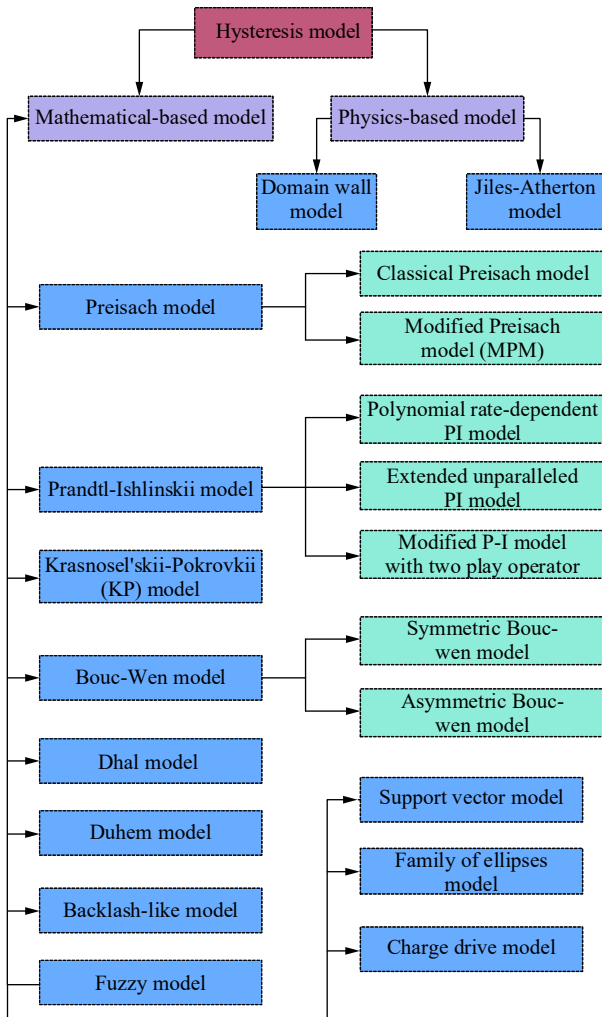 Hysteresis model
Mathematical-based model
Physics-based model
Domain wall
model
Jiles-Atherton
model
Preisach model
Classical Preisach model
Modified Preisach
model (MPM)
Prandtl-Ishlinskii model
Polynomial rate-dependent
PI model
Extended unparalleled
PI model
Modified P-I model
with two play operator
Krasnosel'skii-Pokrovkii
(KP) model
Bouc-Wen model
Symmetric Bouc-
wen model
Asymmetric Bouc-
wen model
Dhal model
Duhem model
Backlash-like model
Fuzzy model
Support vector model
Family of ellipses
model
Charge drive model